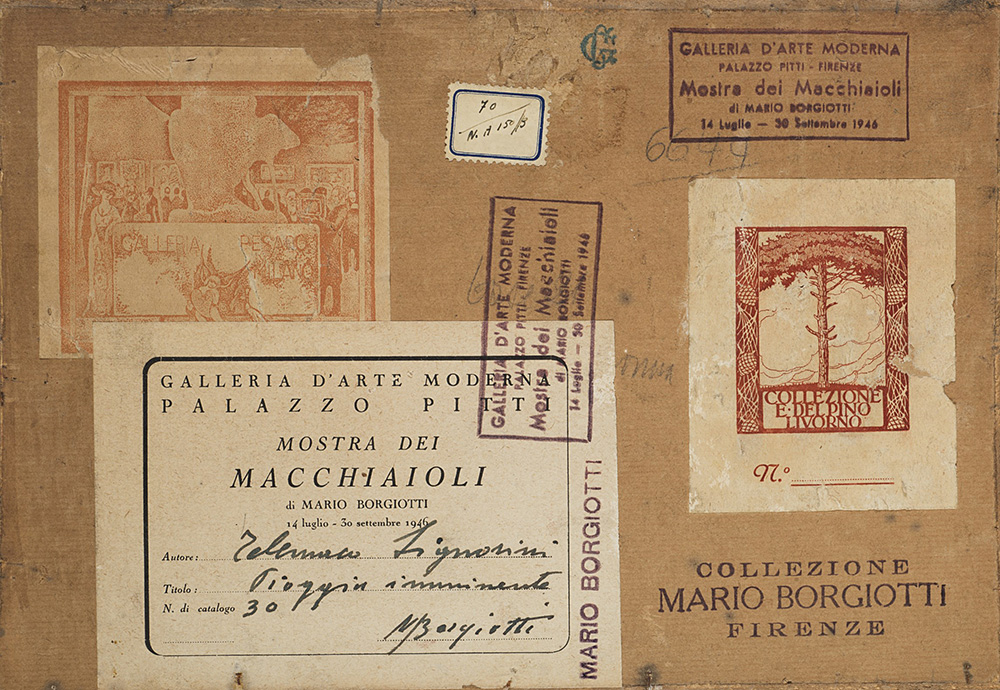 GALLERIA D'ARTE MODERNA
PALAZZO PITTI - FIRENZE
Mostra dei Macchiaioli
di MARIO BORGIOTTI
14 Luglio — 30 Settembre 1946
70
N. A 150/3
6679
GALLERIA PESARO
GALLERIA D'ARTE MODERNA
PALAZZO PITTI - FIRENZE
Mostra dei Macchiaioli
di MARIO BORGIOTTI
14 Luglio — 30 Settembre 1946
COLLEZIONE
E·DEL PINO
LIVORNO
N.º
GALLERIA D'ARTE MODERNA
PALAZZO PITTI
MOSTRA DEI
MACCHIAIOLI
di MARIO BORGIOTTI
14 luglio - 30 settembre 1946
Autore: Telemaco Signorini
Titolo: Pioggia imminente
N. di catalogo 30
MBorgiotti
MARIO BORGIOTTI
COLLEZIONE
MARIO BORGIOTTI
FIRENZE